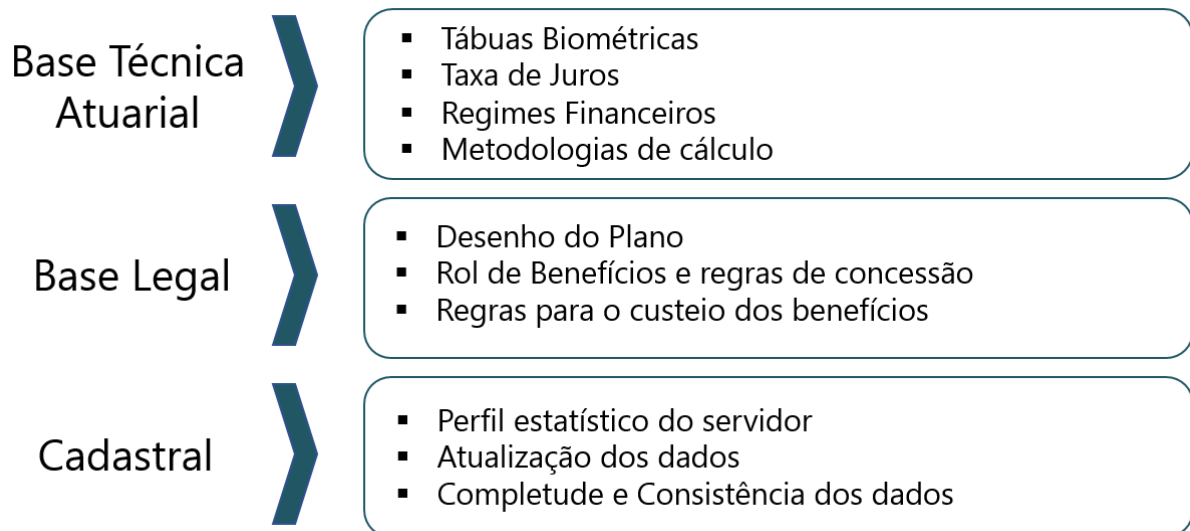 Base Técnica
Atuarial
▪ Tábuas Biométricas
▪ Taxa de Juros
▪ Regimes Financeiros
▪ Metodologias de cálculo
Base Legal
▪ Desenho do Plano
▪ Rol de Benefícios e regras de concessão
▪ Regras para o custeio dos benefícios
Cadastral
▪ Perfil estatístico do servidor
▪ Atualização dos dados
▪ Completude e Consistência dos dados